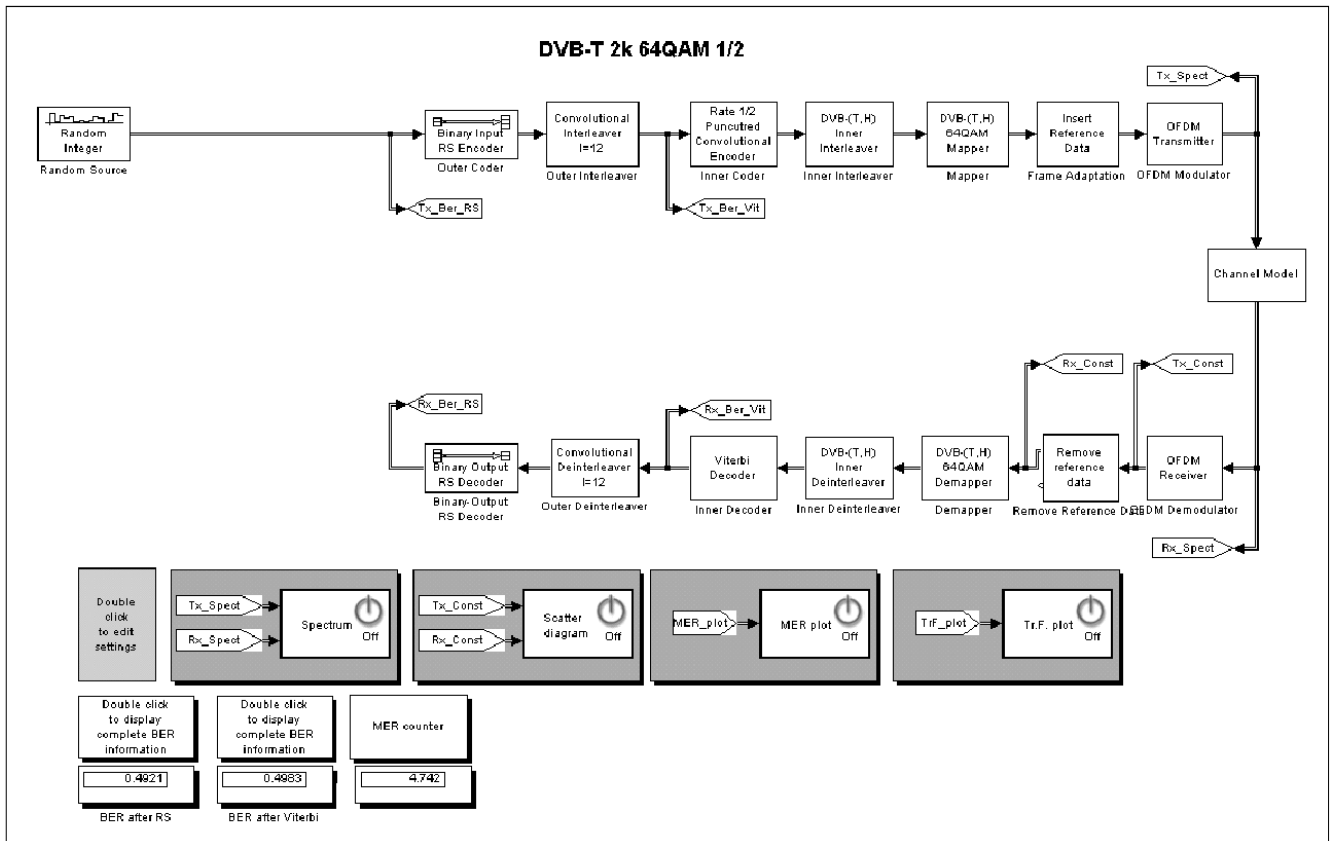 DVB-T 2k 64QAM 1/2
Tx_Spect
Random
Integer
Random Source
Binary Input
RS Encoder
Outer Coder
Convolutional
Interleaver
I=12
Outer Interleaver
Rate 1/2
Puncutred
Convolutional
Encoder
Inner Coder
DVB-(T,H)
Inner
Interleaver
Inner Interleaver
DVB-(T,H)
64QAM
Mapper
Mapper
Insert
Reference
Data
Frame Adaptation
OFDM
Transmitter
OFDM Modulator
Tx_Ber_RS
Tx_Ber_Vit
Channel Model
Rx_Const
Tx_Const
Rx_Ber_RS
Rx_Ber_Vit
Binary Output
RS Decoder
Binary-Output
RS Decoder
Convolutional
Deinterleaver
I=12
Outer Deinterleaver
Viterbi
Decoder
Inner Decoder
DVB-(T,H)
Inner
Deinterleaver
Inner Deinterleaver
DVB-(T,H)
64QAM
Demapper
Demapper
Remove
reference
data
Remove Reference Data
OFDM
Receiver
OFDM Demodulator
Rx_Spect
Double
click
to edit
settings
Tx_Spect
Rx_Spect
Spectrum
Off
Tx_Const
Rx_Const
Scatter
diagram
Off
MER_plot
MER plot
Off
TrF_plot
Tr.F. plot
Off
Double click
to display
complete BER
information
Double click
to display
complete BER
information
MER counter
0.4921
0.4983
4.742
BER after RS
BER after Viterbi